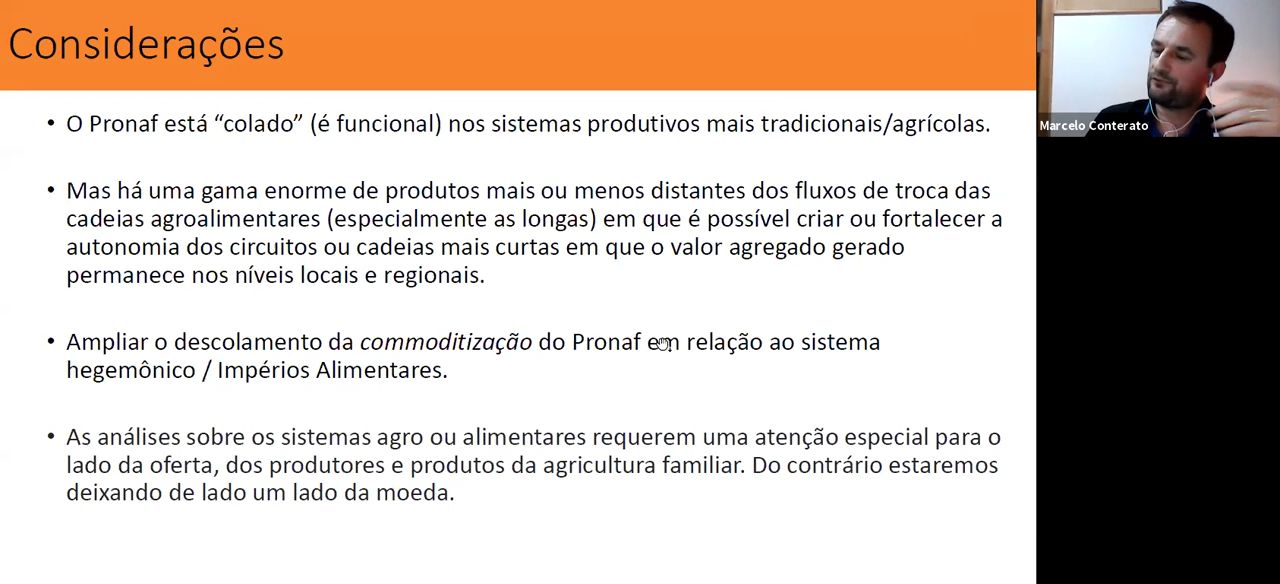 Considerações
• O Pronaf está “colado” (é funcional) nos sistemas produtivos mais tradicionais/agrícolas.
• Mas há uma gama enorme de produtos mais ou menos distantes dos fluxos de troca das
cadeias agroalimentares (especialmente as longas) em que é possível criar ou fortalecer a
autonomia dos circuitos ou cadeias mais curtas em que o valor agregado gerado
permanece nos níveis locais e regionais.
• Ampliar o descolamento da commoditização do Pronaf em relação ao sistema
hegemônico / Impérios Alimentares.
• As análises sobre os sistemas agro ou alimentares requerem uma atenção especial para o
lado da oferta, dos produtores e produtos da agricultura familiar. Do contrário estaremos
deixando de lado um lado da moeda.
Marcelo Conterato